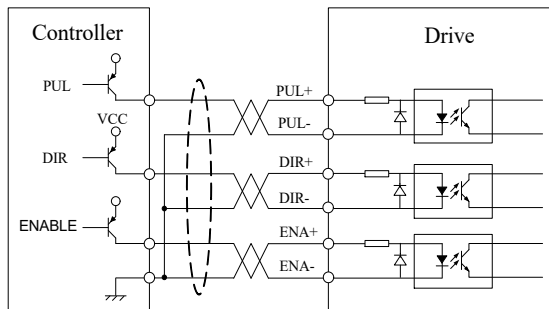 Controller
Drive
PUL
PUL+
VCC
PUL-
DIR
DIR+
DIR-
ENABLE
ENA+
ENA-